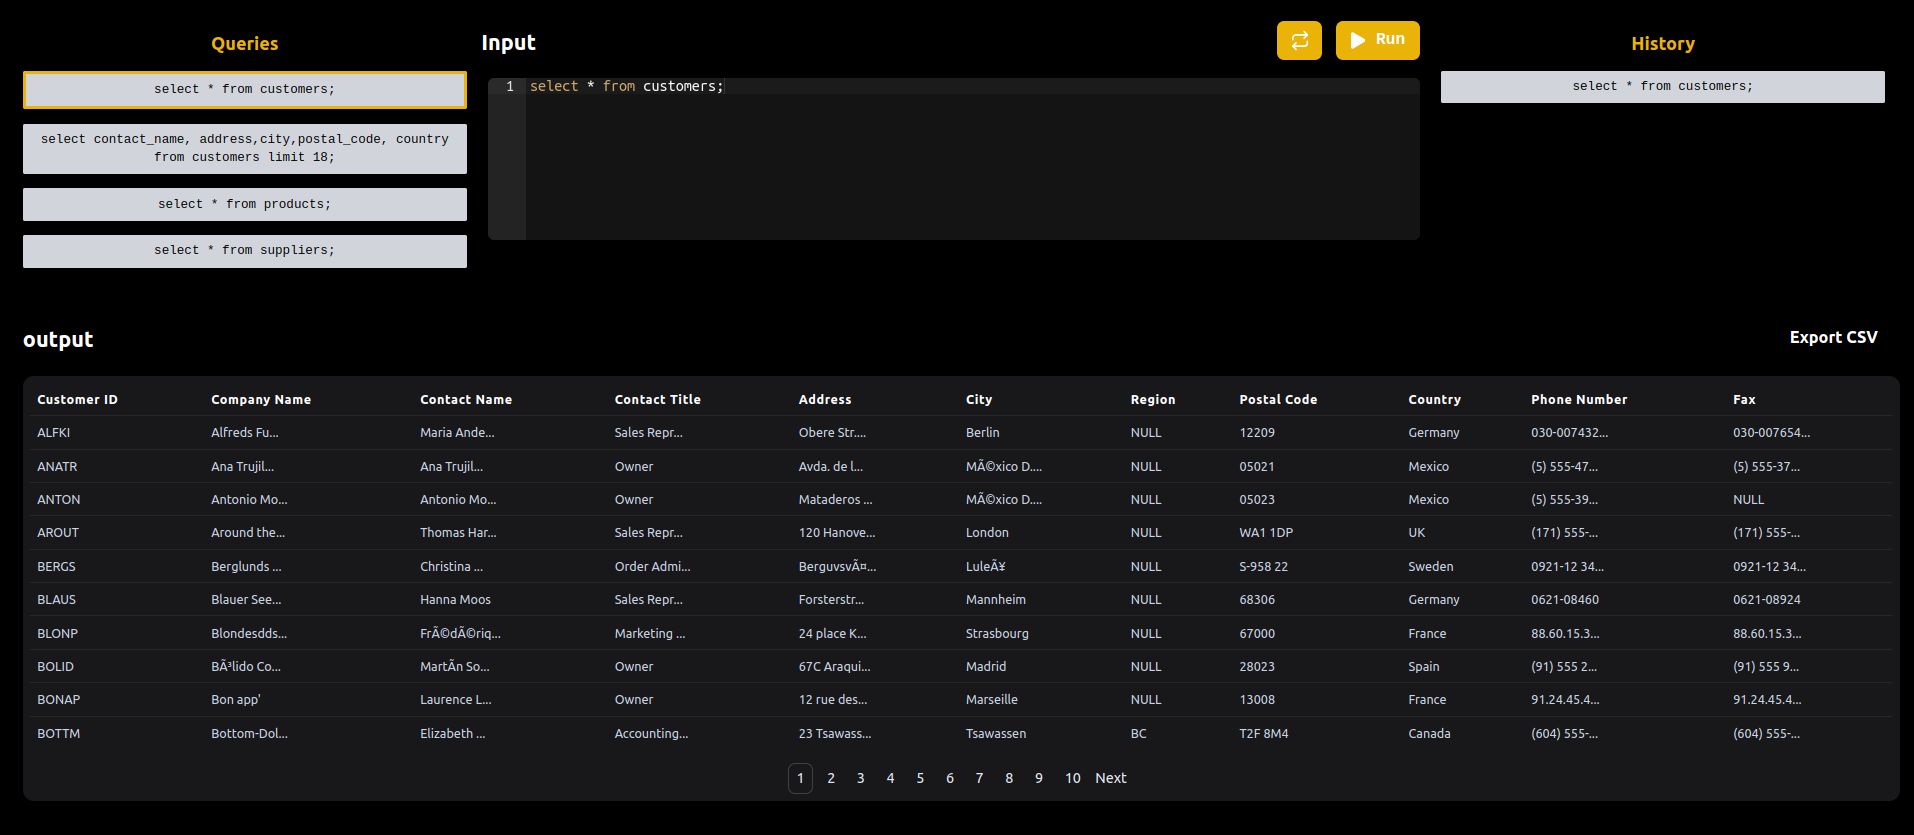 Queries
select * from customers;
select contact_name, address,city,postal_code, country
from customers limit 18;
select * from products;
select * from suppliers;
Input
Run
1 select * from customers;
History
select * from customers;
output
Export CSV
Customer ID Company Name Contact Name Contact Title Address City Region Postal Code Country Phone Number Fax
ALFKI Alfreds Fu... Maria Ande... Sales Repr... Obere Str.... Berlin NULL 12209 Germany 030-007432... 030-007654...
ANATR Ana Trujil... Ana Trujil... Owner Avda. de l... MÃ©xico D.... NULL 05021 Mexico (5) 555-47... (5) 555-37...
ANTON Antonio Mo... Antonio Mo... Owner Mataderos ... MÃ©xico D.... NULL 05023 Mexico (5) 555-39... NULL
AROUT Around the... Thomas Har... Sales Repr... 120 Hanove... London NULL WA1 1DP UK (171) 555-... (171) 555-...
BERGS Berglunds ... Christina ... Order Admi... BerguvsvÃ¤... LuleÃ¥ NULL S-958 22 Sweden 0921-12 34... 0921-12 34...
BLAUS Blauer See... Hanna Moos Sales Repr... Forsterstr... Mannheim NULL 68306 Germany 0621-08460 0621-08924
BLONP Blondesdds... FrÃ©dÃ©riq... Marketing ... 24 place K... Strasbourg NULL 67000 France 88.60.15.3... 88.60.15.3...
BOLID BÃ³lido Co... MartÃ­n So... Owner 67C Araqui... Madrid NULL 28023 Spain (91) 555 2... (91) 555 9...
BONAP Bon app' Laurence L... Owner 12 rue des... Marseille NULL 13008 France 91.24.45.4... 91.24.45.4...
BOTTM Bottom-Dol... Elizabeth ... Accounting... 23 Tsawass... Tsawassen BC T2F 8M4 Canada (604) 555-... (604) 555-...
1 2 3 4 5 6 7 8 9 10 Next